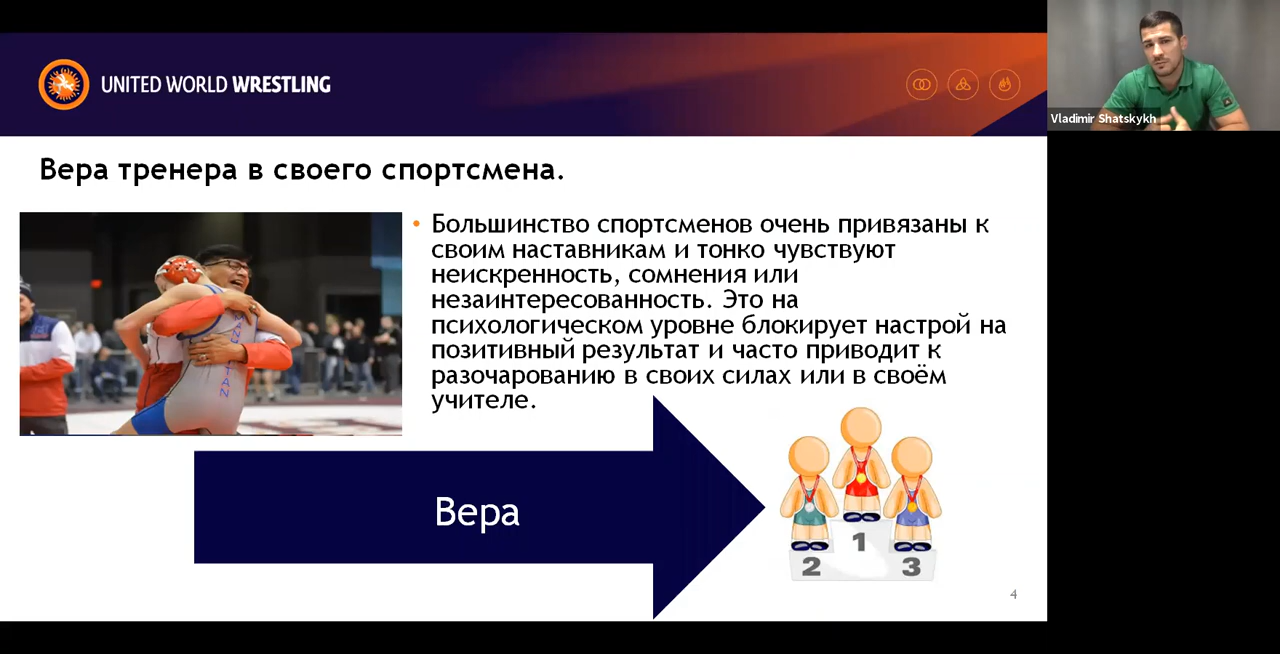 UNITED WORLD WRESTLING
Vladimir Shatskykh
Вера тренера в своего спортсмена.
• Большинство спортсменов очень привязаны к
своим наставникам и тонко чувствуют
неискренность, сомнения или
незаинтересованность. Это на
психологическом уровне блокирует настрой на
позитивный результат и часто приводит к
разочарованию в своих силах или в своём
учителе.
Вера
1
2
3
4